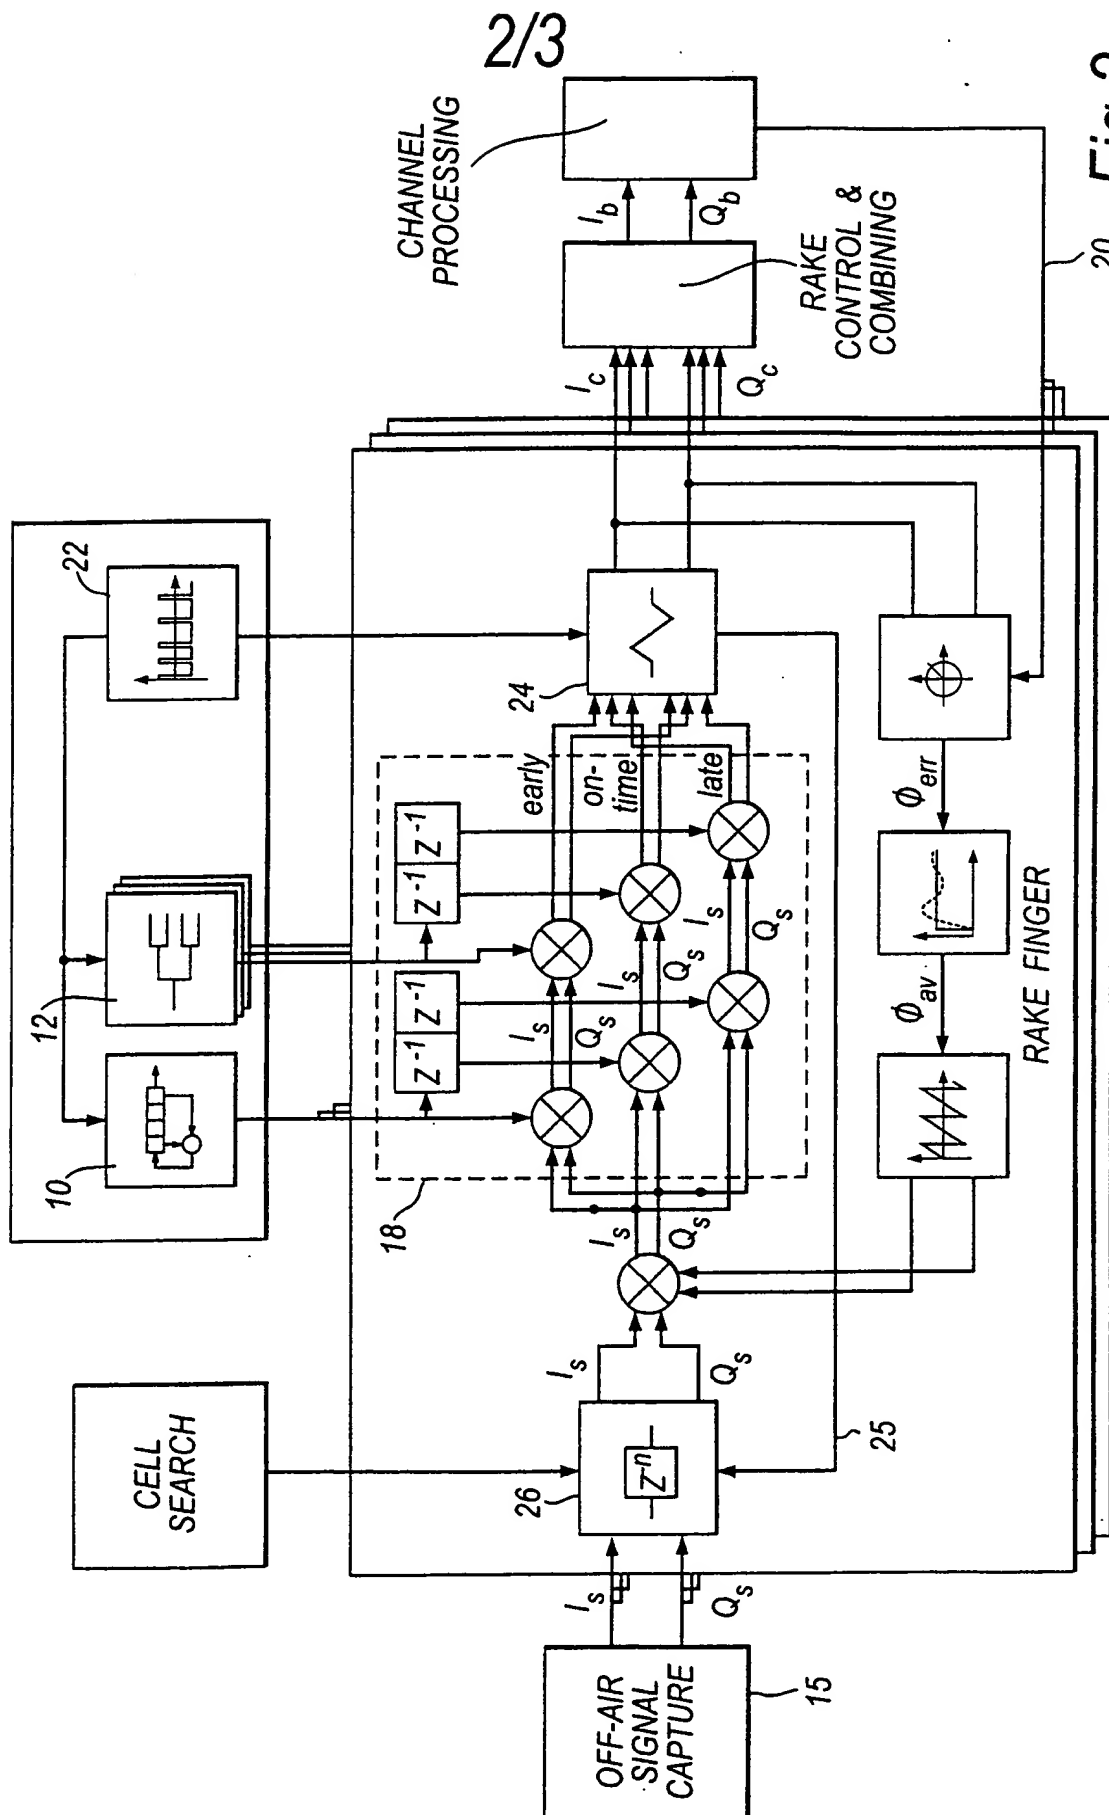 2/3
CHANNEL
PROCESSING
I_b
Q_b
RAKE
CONTROL &
COMBINING
I_c
Q_c
20
22
12
10
24
early
on-
time
late
Z^-1
Z^-1
Z^-1
Z^-1
I_s
Q_s
I_s
Q_s
I_s
Q_s
18
I_s
Q_s
Φ_err
Φ_av
RAKE FINGER
CELL
SEARCH
I_s
Q_s
26
Z^-n
25
I_s
Q_s
OFF-AIR
SIGNAL
CAPTURE
15